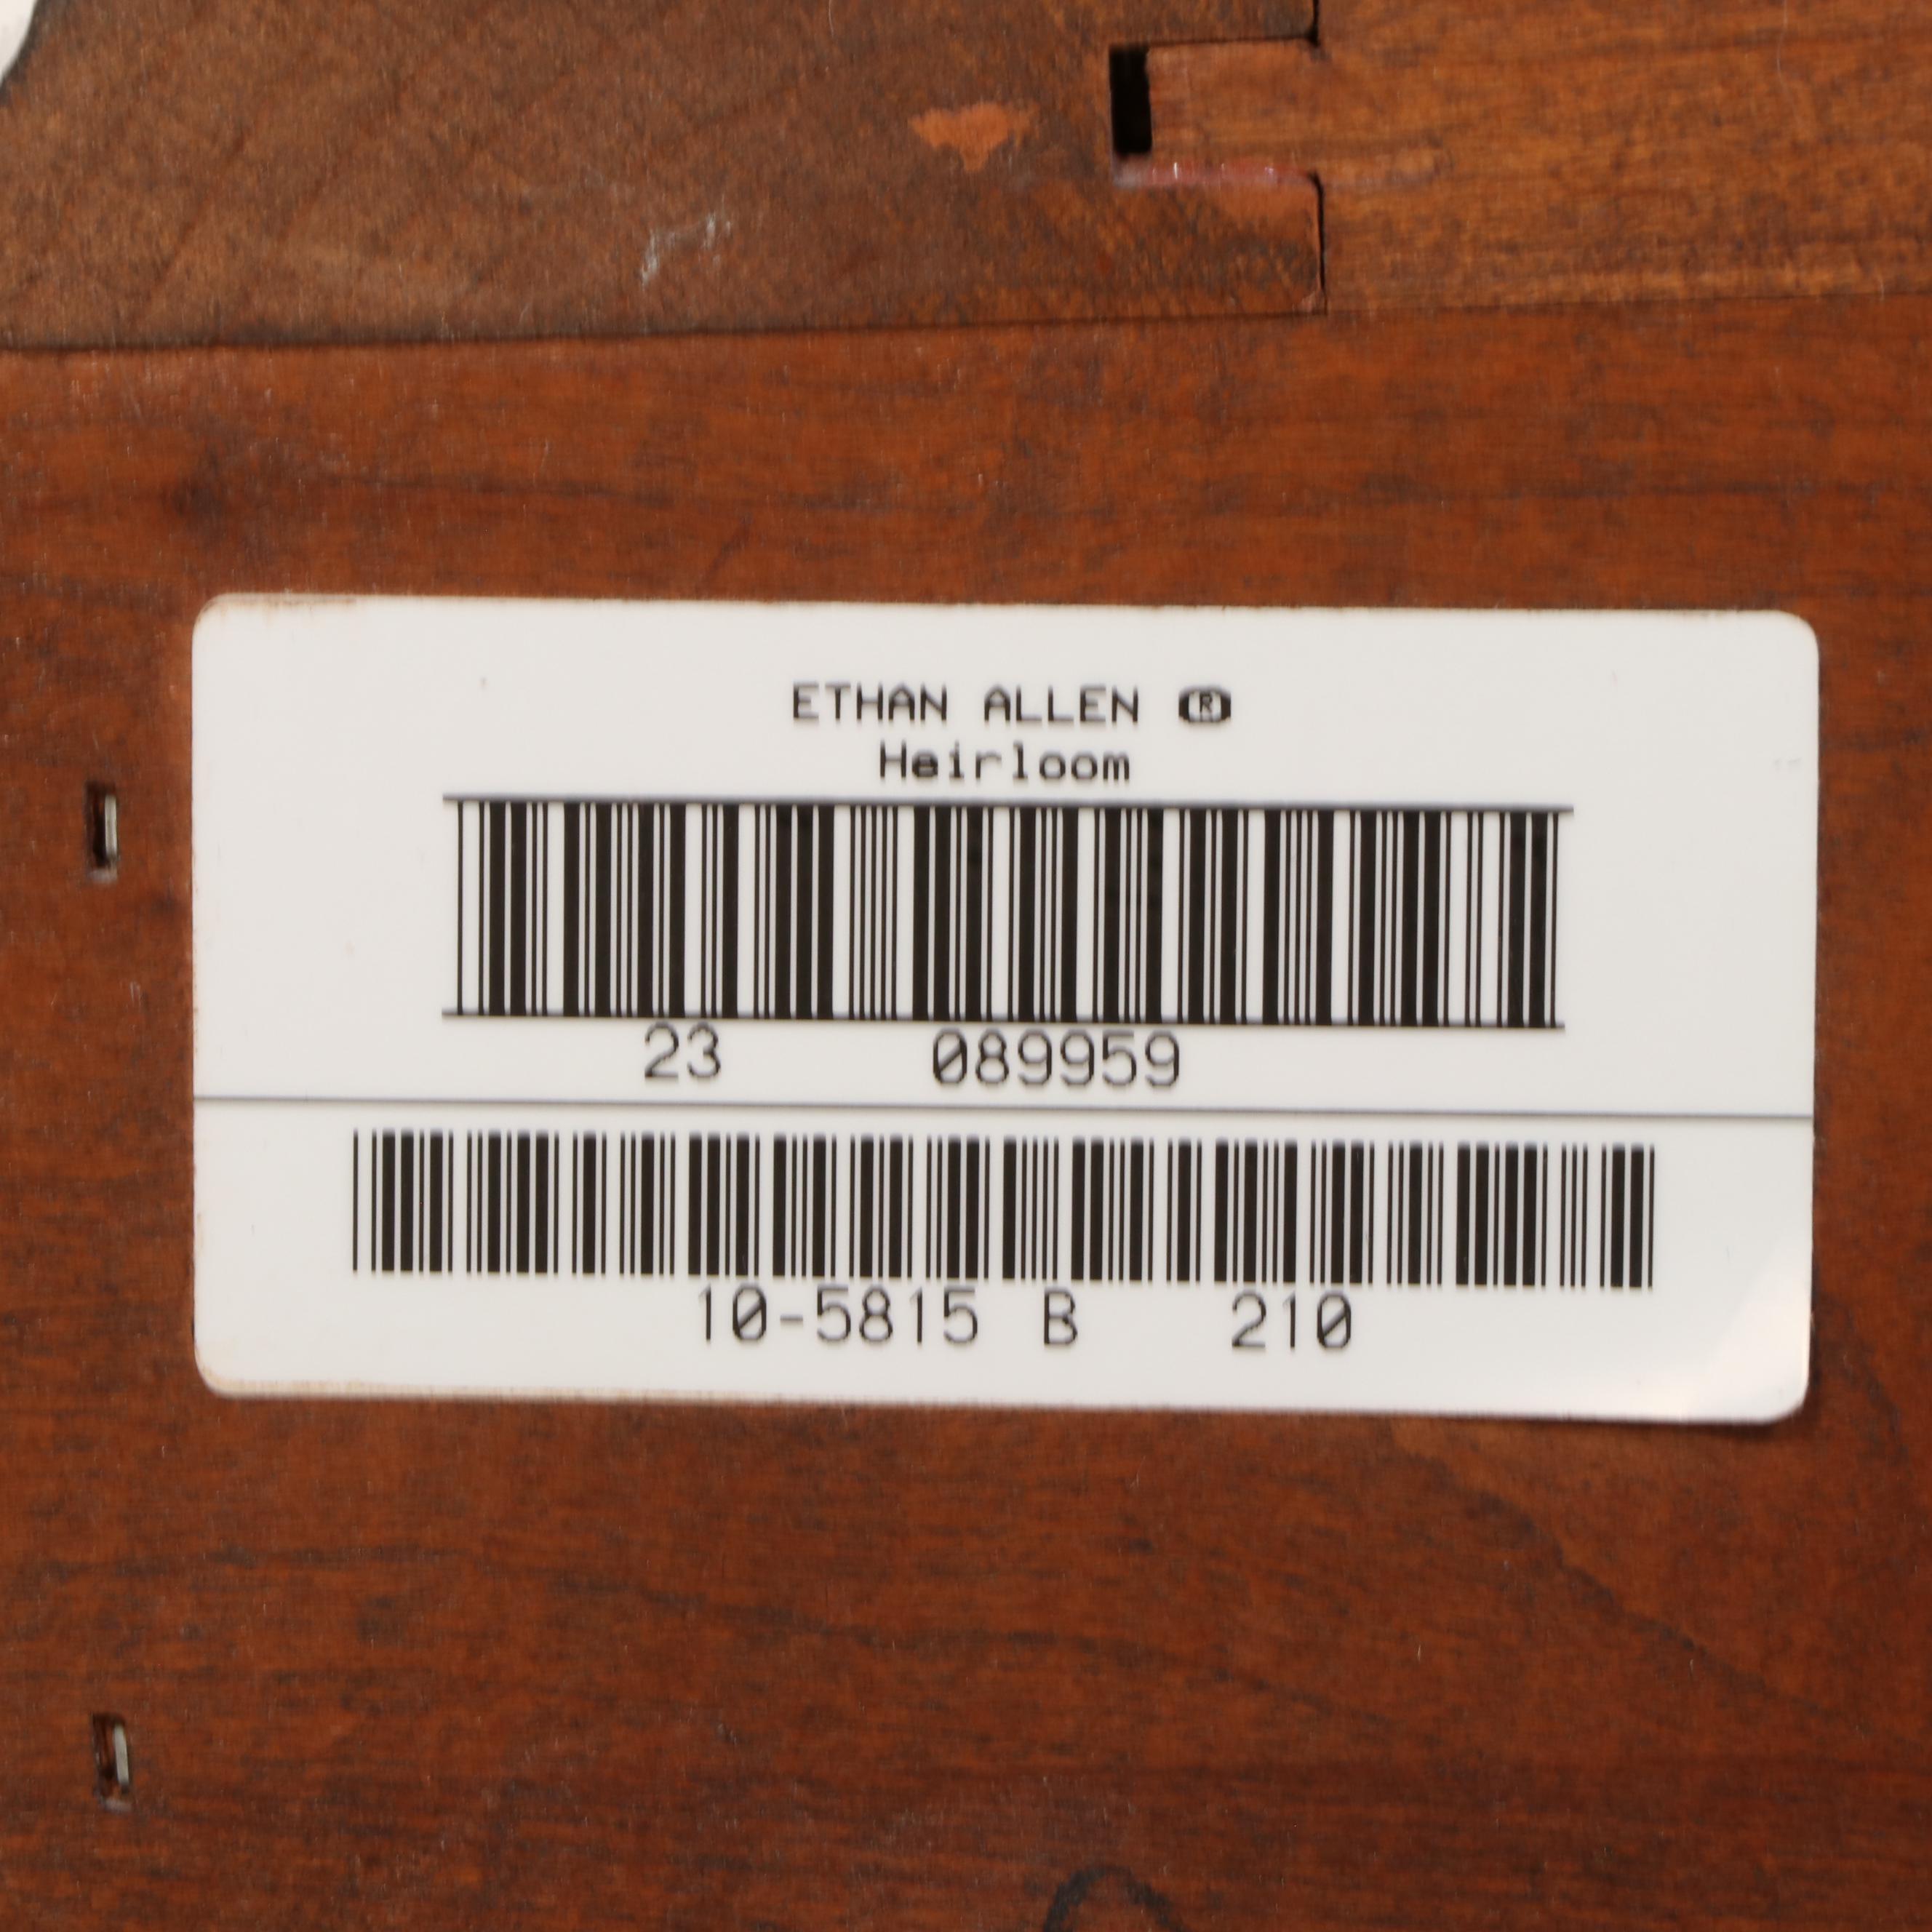 ETHAN ALLEN ®
Heirloom
23 089959
10-5815 B 210